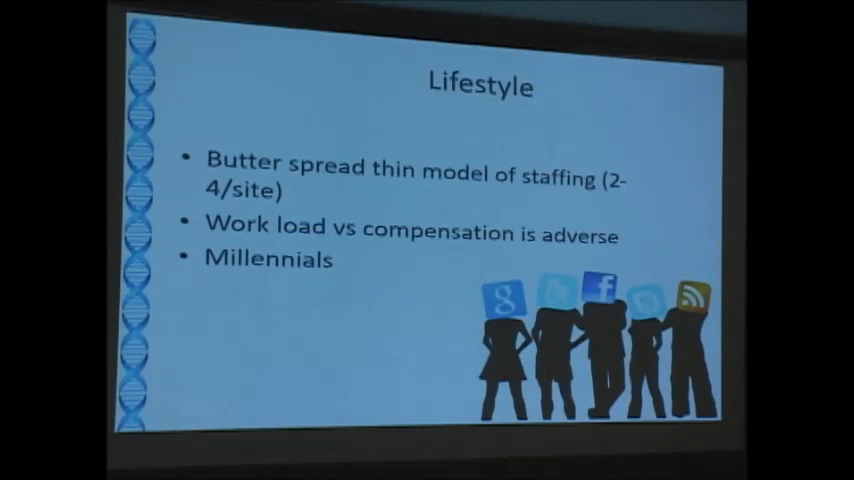 Lifestyle
• Butter spread thin model of staffing (2-
4/site)
• Work load vs compensation is adverse
• Millennials
g
f